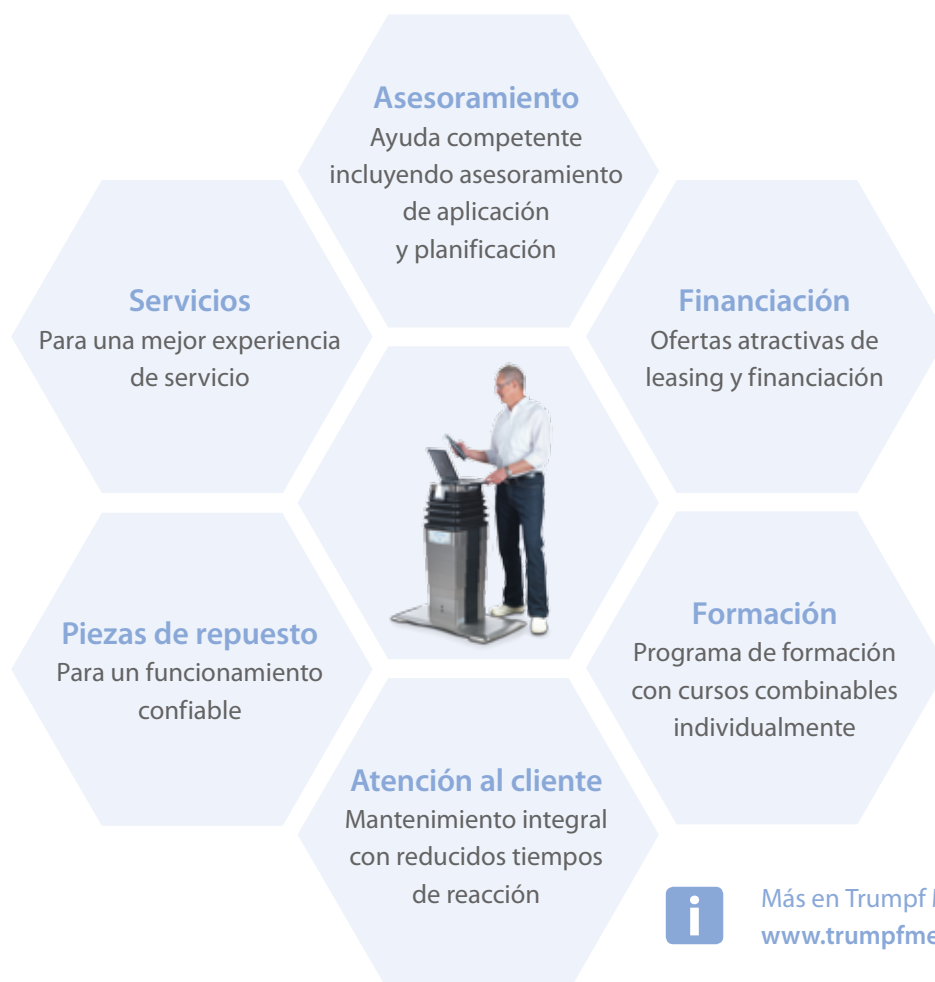 Asesoramiento
Ayuda competente
incluyendo asesoramiento
de aplicación
y planificación
Servicios
Para una mejor experiencia
de servicio
Financiación
Ofertas atractivas de
leasing y financiación
Piezas de repuesto
Para un funcionamiento
confiable
Formación
Programa de formación
con cursos combinables
individualmente
Atención al cliente
Mantenimiento integral
con reducidos tiempos
de reacción
i
Más en Trumpf